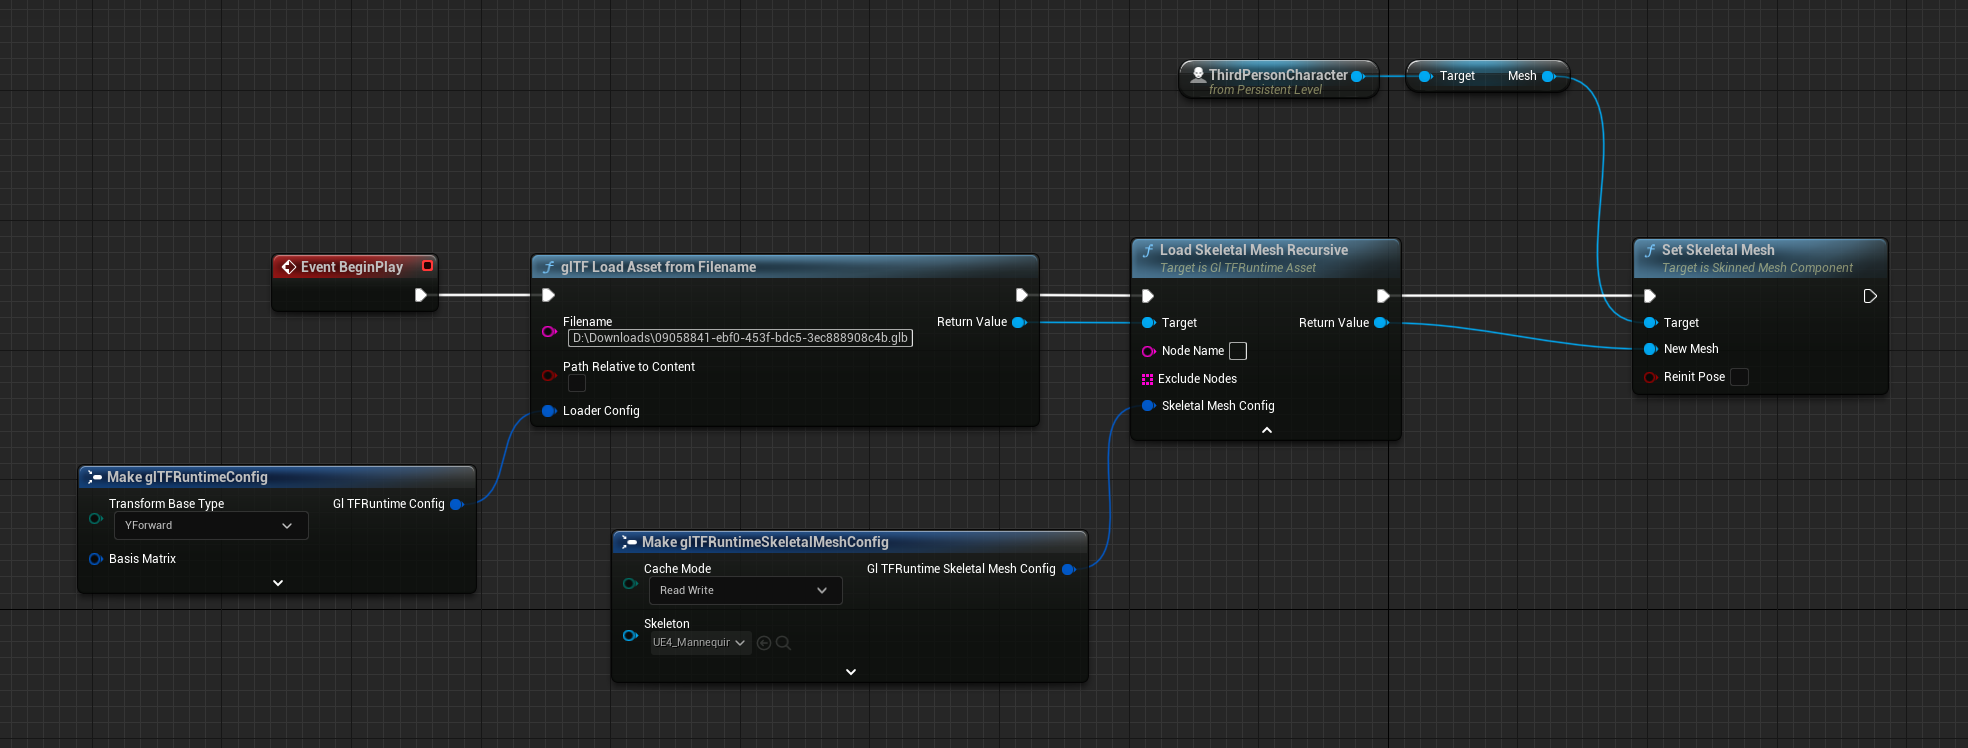 ThirdPersonCharacter
from Persistent Level
Target Mesh
Event BeginPlay
f glTF Load Asset from Filename
Filename
D:\Downloads\09058841-ebf0-453f-bdc5-3ec888908c4b.glb
Return Value
Path Relative to Content
Loader Config
f Load Skeletal Mesh Recursive
Target is Gl TFRuntime Asset
Target
Return Value
Node Name
Exclude Nodes
Skeletal Mesh Config
f Set Skeletal Mesh
Target is Skinned Mesh Component
Target
New Mesh
Reinit Pose
Make glTFRuntimeConfig
Transform Base Type
Gl TFRuntime Config
YForward
Basis Matrix
Make glTFRuntimeSkeletalMeshConfig
Cache Mode
Gl TFRuntime Skeletal Mesh Config
Read Write
Skeleton
UE4_Mannequir